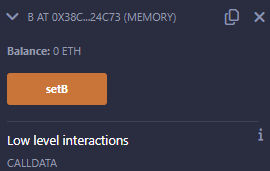 B AT 0X38C...24C73 (MEMORY)
Balance: 0 ETH
setB
Low level interactions
CALLDATA